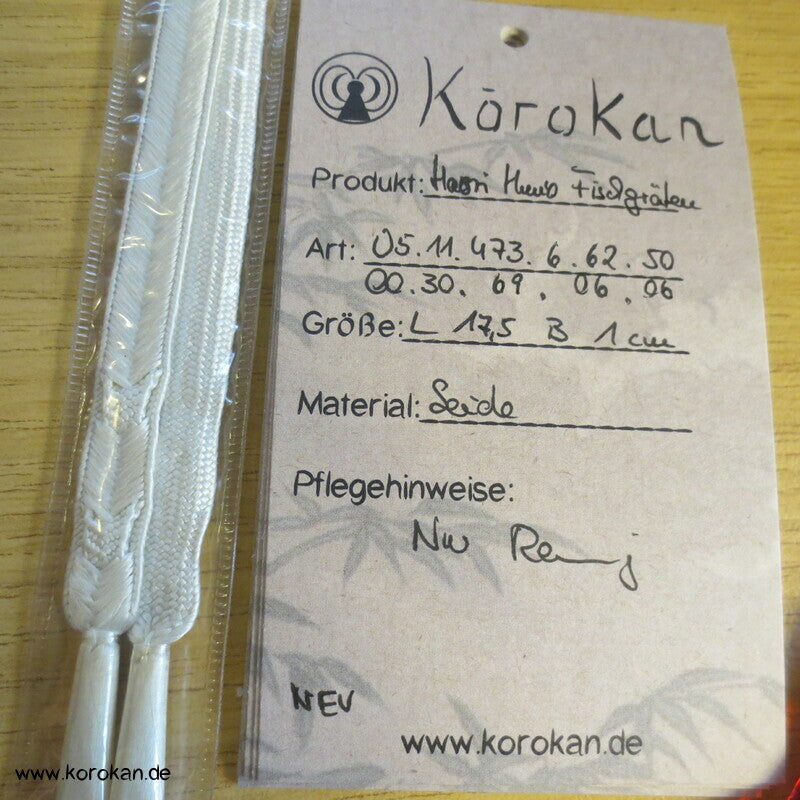 KōroKan
Produkt: Haori Himo Fischgräten
Art: 05.11.473.6.62.50
00.30.69.06.06
Größe: L 17,5 B 1cm
Material: Seide
Pflegehinweise:
NEU
www.korokan.de
www.korokan.de